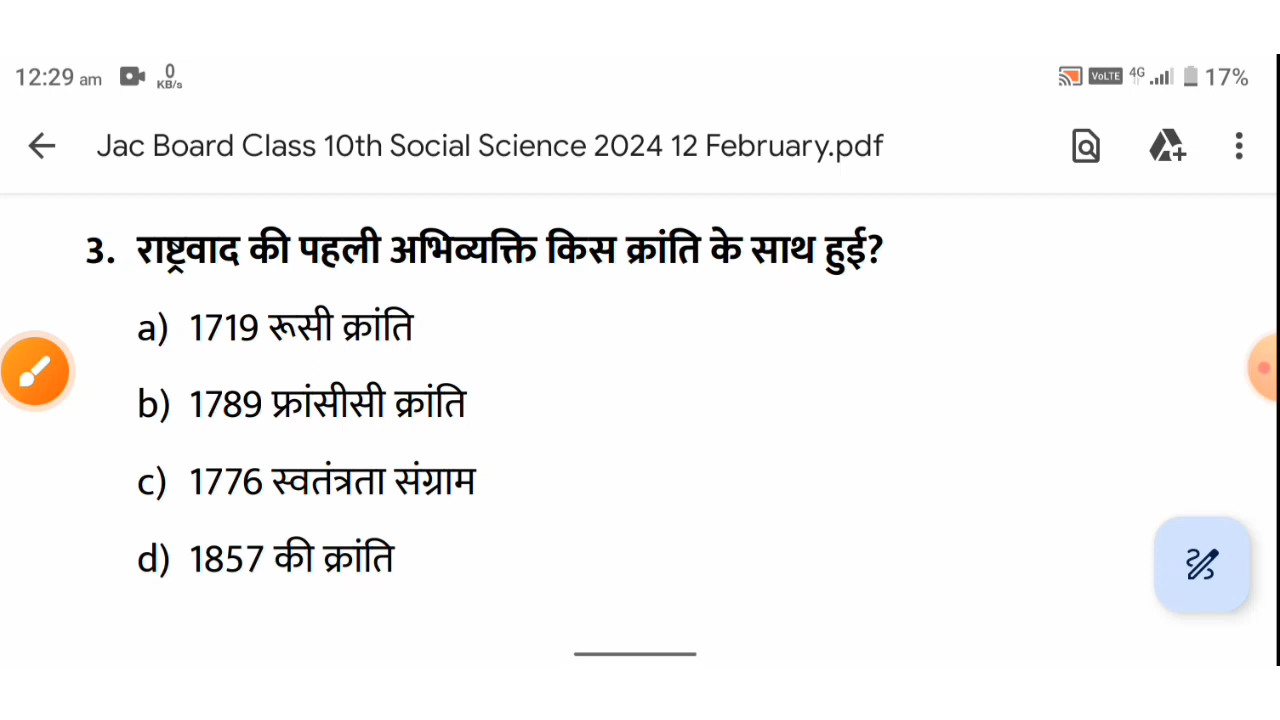 12:29 am 0 KB/s VoLTE 4G 17%
Jac Board Class 10th Social Science 2024 12 February.pdf
3. राष्ट्रवाद की पहली अभिव्यक्ति किस क्रांति के साथ हुई?
a) 1719 रूसी क्रांति
b) 1789 फ्रांसीसी क्रांति
c) 1776 स्वतंत्रता संग्राम
d) 1857 की क्रांति